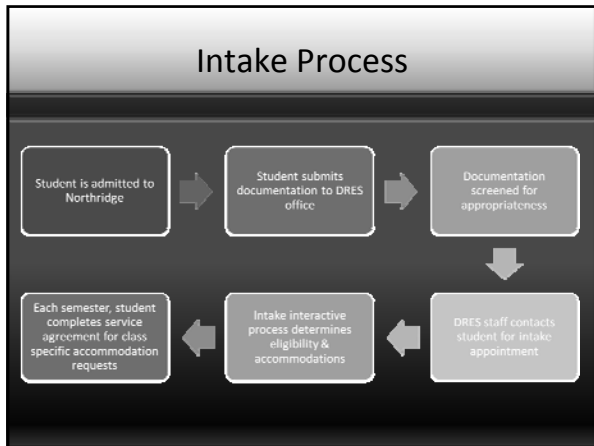 Intake Process
Student is admitted to
Northridge
Student submits
documentation to DRES
office
Documentation
screened for
appropriateness
DRES staff contacts
student for intake
appointment
Intake interactive
process determines
eligibility &
accommodations
Each semester, student
completes service
agreement for class
specific accommodation
requests